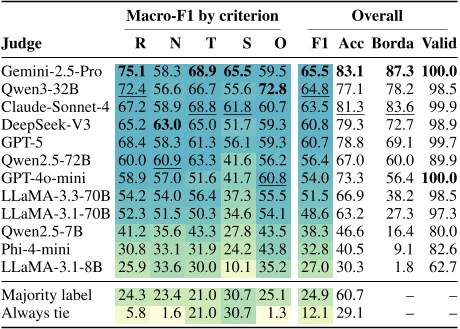 Macro-F1 by criterion Overall
Judge R N T S O F1 Acc Borda Valid
Gemini-2.5-Pro 75.1 58.3 68.9 65.5 59.5 65.5 83.1 87.3 100.0
Qwen3-32B 72.4 56.6 66.7 55.6 72.8 64.8 77.1 78.2 98.5
Claude-Sonnet-4 67.2 58.9 68.8 61.8 60.7 63.5 81.3 83.6 99.9
DeepSeek-V3 65.2 63.0 65.0 51.7 59.3 60.8 79.3 72.7 98.9
GPT-5 68.4 58.3 61.3 56.1 59.3 60.7 78.8 69.1 99.7
Qwen2.5-72B 60.0 60.9 63.3 41.6 56.2 56.4 67.0 60.0 89.9
GPT-4o-mini 58.9 57.0 51.6 41.7 60.8 54.0 73.3 56.4 100.0
LLaMA-3.3-70B 54.2 54.0 56.4 37.3 55.5 51.5 66.9 38.2 98.5
LLaMA-3.1-70B 52.3 51.5 50.3 34.6 54.1 48.6 63.2 27.3 97.3
Qwen2.5-7B 41.2 35.6 43.3 27.8 43.5 38.3 46.6 16.4 80.0
Phi-4-mini 30.8 33.1 31.9 24.2 43.8 32.8 40.5 9.1 82.6
LLaMA-3.1-8B 25.9 33.6 30.0 10.1 35.2 27.0 30.3 1.8 62.7
Majority label 24.3 23.4 21.0 30.7 25.1 24.9 60.7 – –
Always tie 5.8 1.6 21.0 30.7 1.3 12.1 29.1 – –